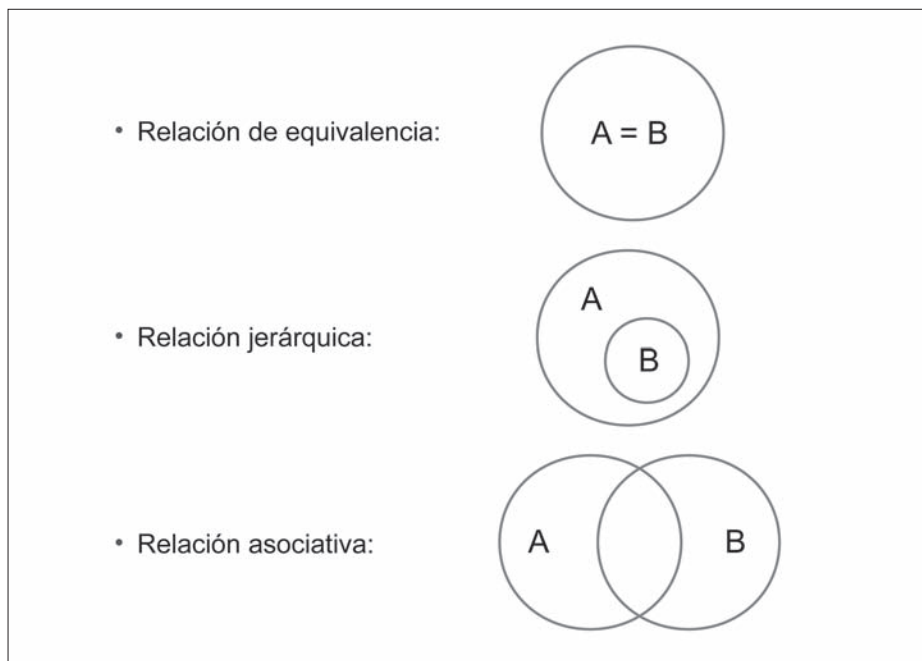 • Relación de equivalencia:
A = B
• Relación jerárquica:
A
B
• Relación asociativa:
A
B